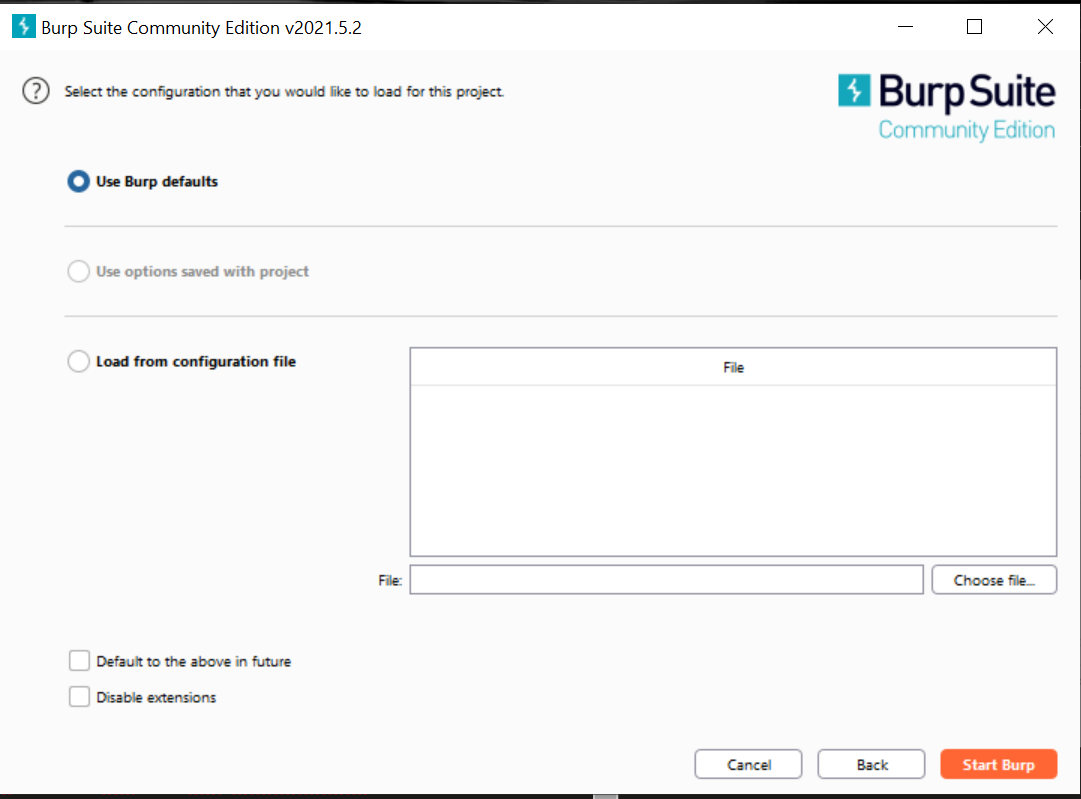 Burp Suite Community Edition v2021.5.2
Select the configuration that you would like to load for this project.
Burp Suite
Community Edition
Use Burp defaults
Use options saved with project
Load from configuration file
File
File:
Choose file...
Default to the above in future
Disable extensions
Cancel
Back
Start Burp